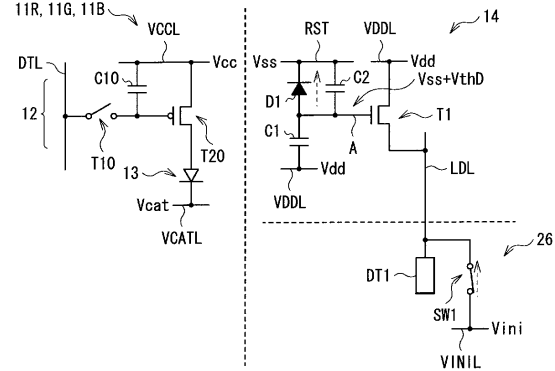 11R, 11G, 11B
VCCL
Vcc
DTL
C10
12
T10
T20
13
Vcat
VCATL
14
RST
VDDL
Vss
Vdd
C2
Vss+VthD
D1
T1
C1
A
Vdd
LDL
VDDL
26
DT1
SW1
Vini
VINIL